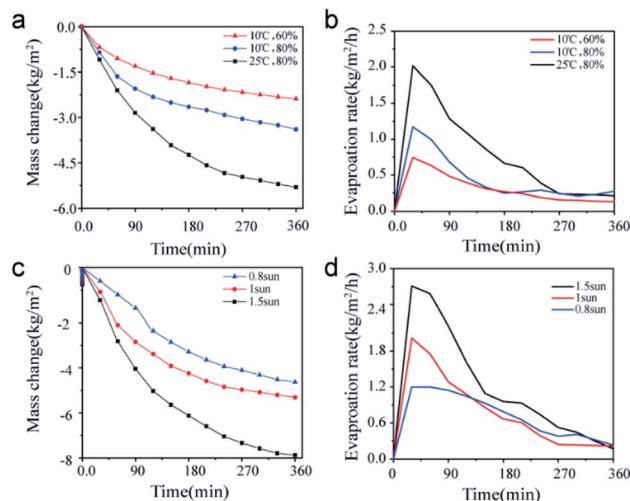 a
0.0
-1.5
-3.0
-4.5
-6.0
Mass change(kg/m²)
10℃,60%
10℃,80%
25℃,80%
0.0 90 180 270 360
Time(min)
b
2.5
2.0
1.5
1.0
0.5
0.0
Evaproation rate(kg/m²/h)
10℃,60%
10℃,80%
25℃,80%
0.0 90 180 270 360
Time(min)
c
0
-2
-4
-6
-8
Mass change(kg/m²)
0.8sun
1sun
1.5sun
0.0 90 180 270 360
Time(min)
d
3.0
2.4
1.8
1.2
0.6
0.0
Evaproation rate(kg/m²/h)
1.5sun
1sun
0.8sun
0 90 180 270 360
Time(min)